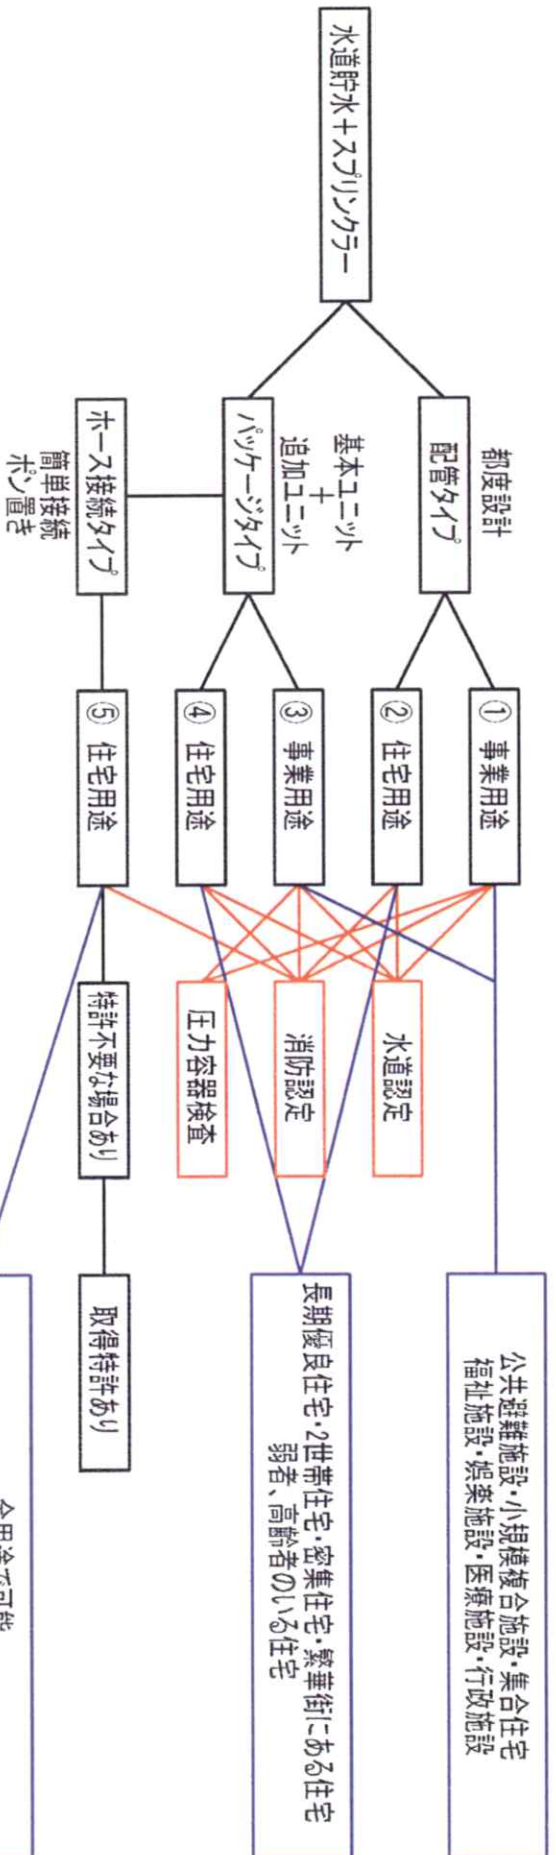 水道貯水+スプリンクラー
都度設計
配管タイプ
基本ユニット
+
追加ユニット
パッケージタイプ
ホース接続タイプ
簡単接続
ポン置き
① 事業用途
② 住宅用途
③ 事業用途
④ 住宅用途
⑤ 住宅用途
水道認定
消防認定
圧力容器検査
特許不要な場合あり
取得特許あり
公共避難施設・小規模複合施設・集合住宅
福祉施設・娯楽施設・医療施設・行政施設
長期優良住宅・2世帯住宅・密集住宅・繁華街にある住宅
弱者、高齢者のいる住宅
全用途で可能